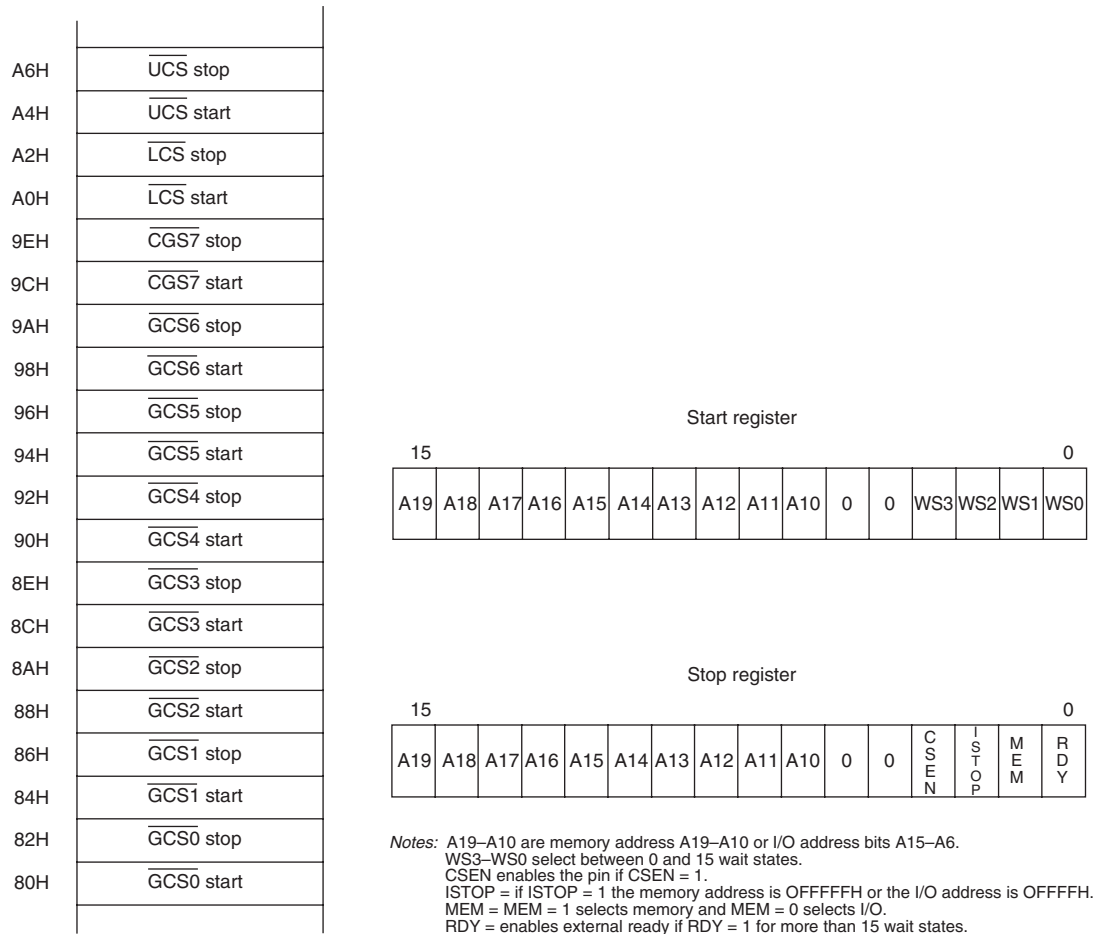 A6H UCS stop
A4H UCS start
A2H LCS stop
A0H LCS start
9EH CGS7 stop
9CH CGS7 start
9AH GCS6 stop
98H GCS6 start
96H GCS5 stop
94H GCS5 start
92H GCS4 stop
90H GCS4 start
8EH GCS3 stop
8CH GCS3 start
8AH GCS2 stop
88H GCS2 start
86H GCS1 stop
84H GCS1 start
82H GCS0 stop
80H GCS0 start
Start register
15 0
A19 A18 A17 A16 A15 A14 A13 A12 A11 A10 0 0 WS3 WS2 WS1 WS0
Stop register
15 0
A19 A18 A17 A16 A15 A14 A13 A12 A11 A10 0 0 CSEN ISTOP MEM RDY
Notes: A19–A10 are memory address A19–A10 or I/O address bits A15–A6.
WS3–WS0 select between 0 and 15 wait states.
CSEN enables the pin if CSEN = 1.
ISTOP = if ISTOP = 1 the memory address is OFFFFFH or the I/O address is OFFFFH.
MEM = MEM = 1 selects memory and MEM = 0 selects I/O.
RDY = enables external ready if RDY = 1 for more than 15 wait states.